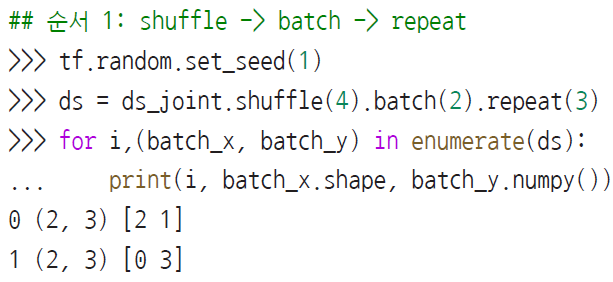 ## 순서 1: shuffle -> batch -> repeat
>>> tf.random.set_seed(1)
>>> ds = ds_joint.shuffle(4).batch(2).repeat(3)
>>> for i,(batch_x, batch_y) in enumerate(ds):
...     print(i, batch_x.shape, batch_y.numpy())
0 (2, 3) [2 1]
1 (2, 3) [0 3]